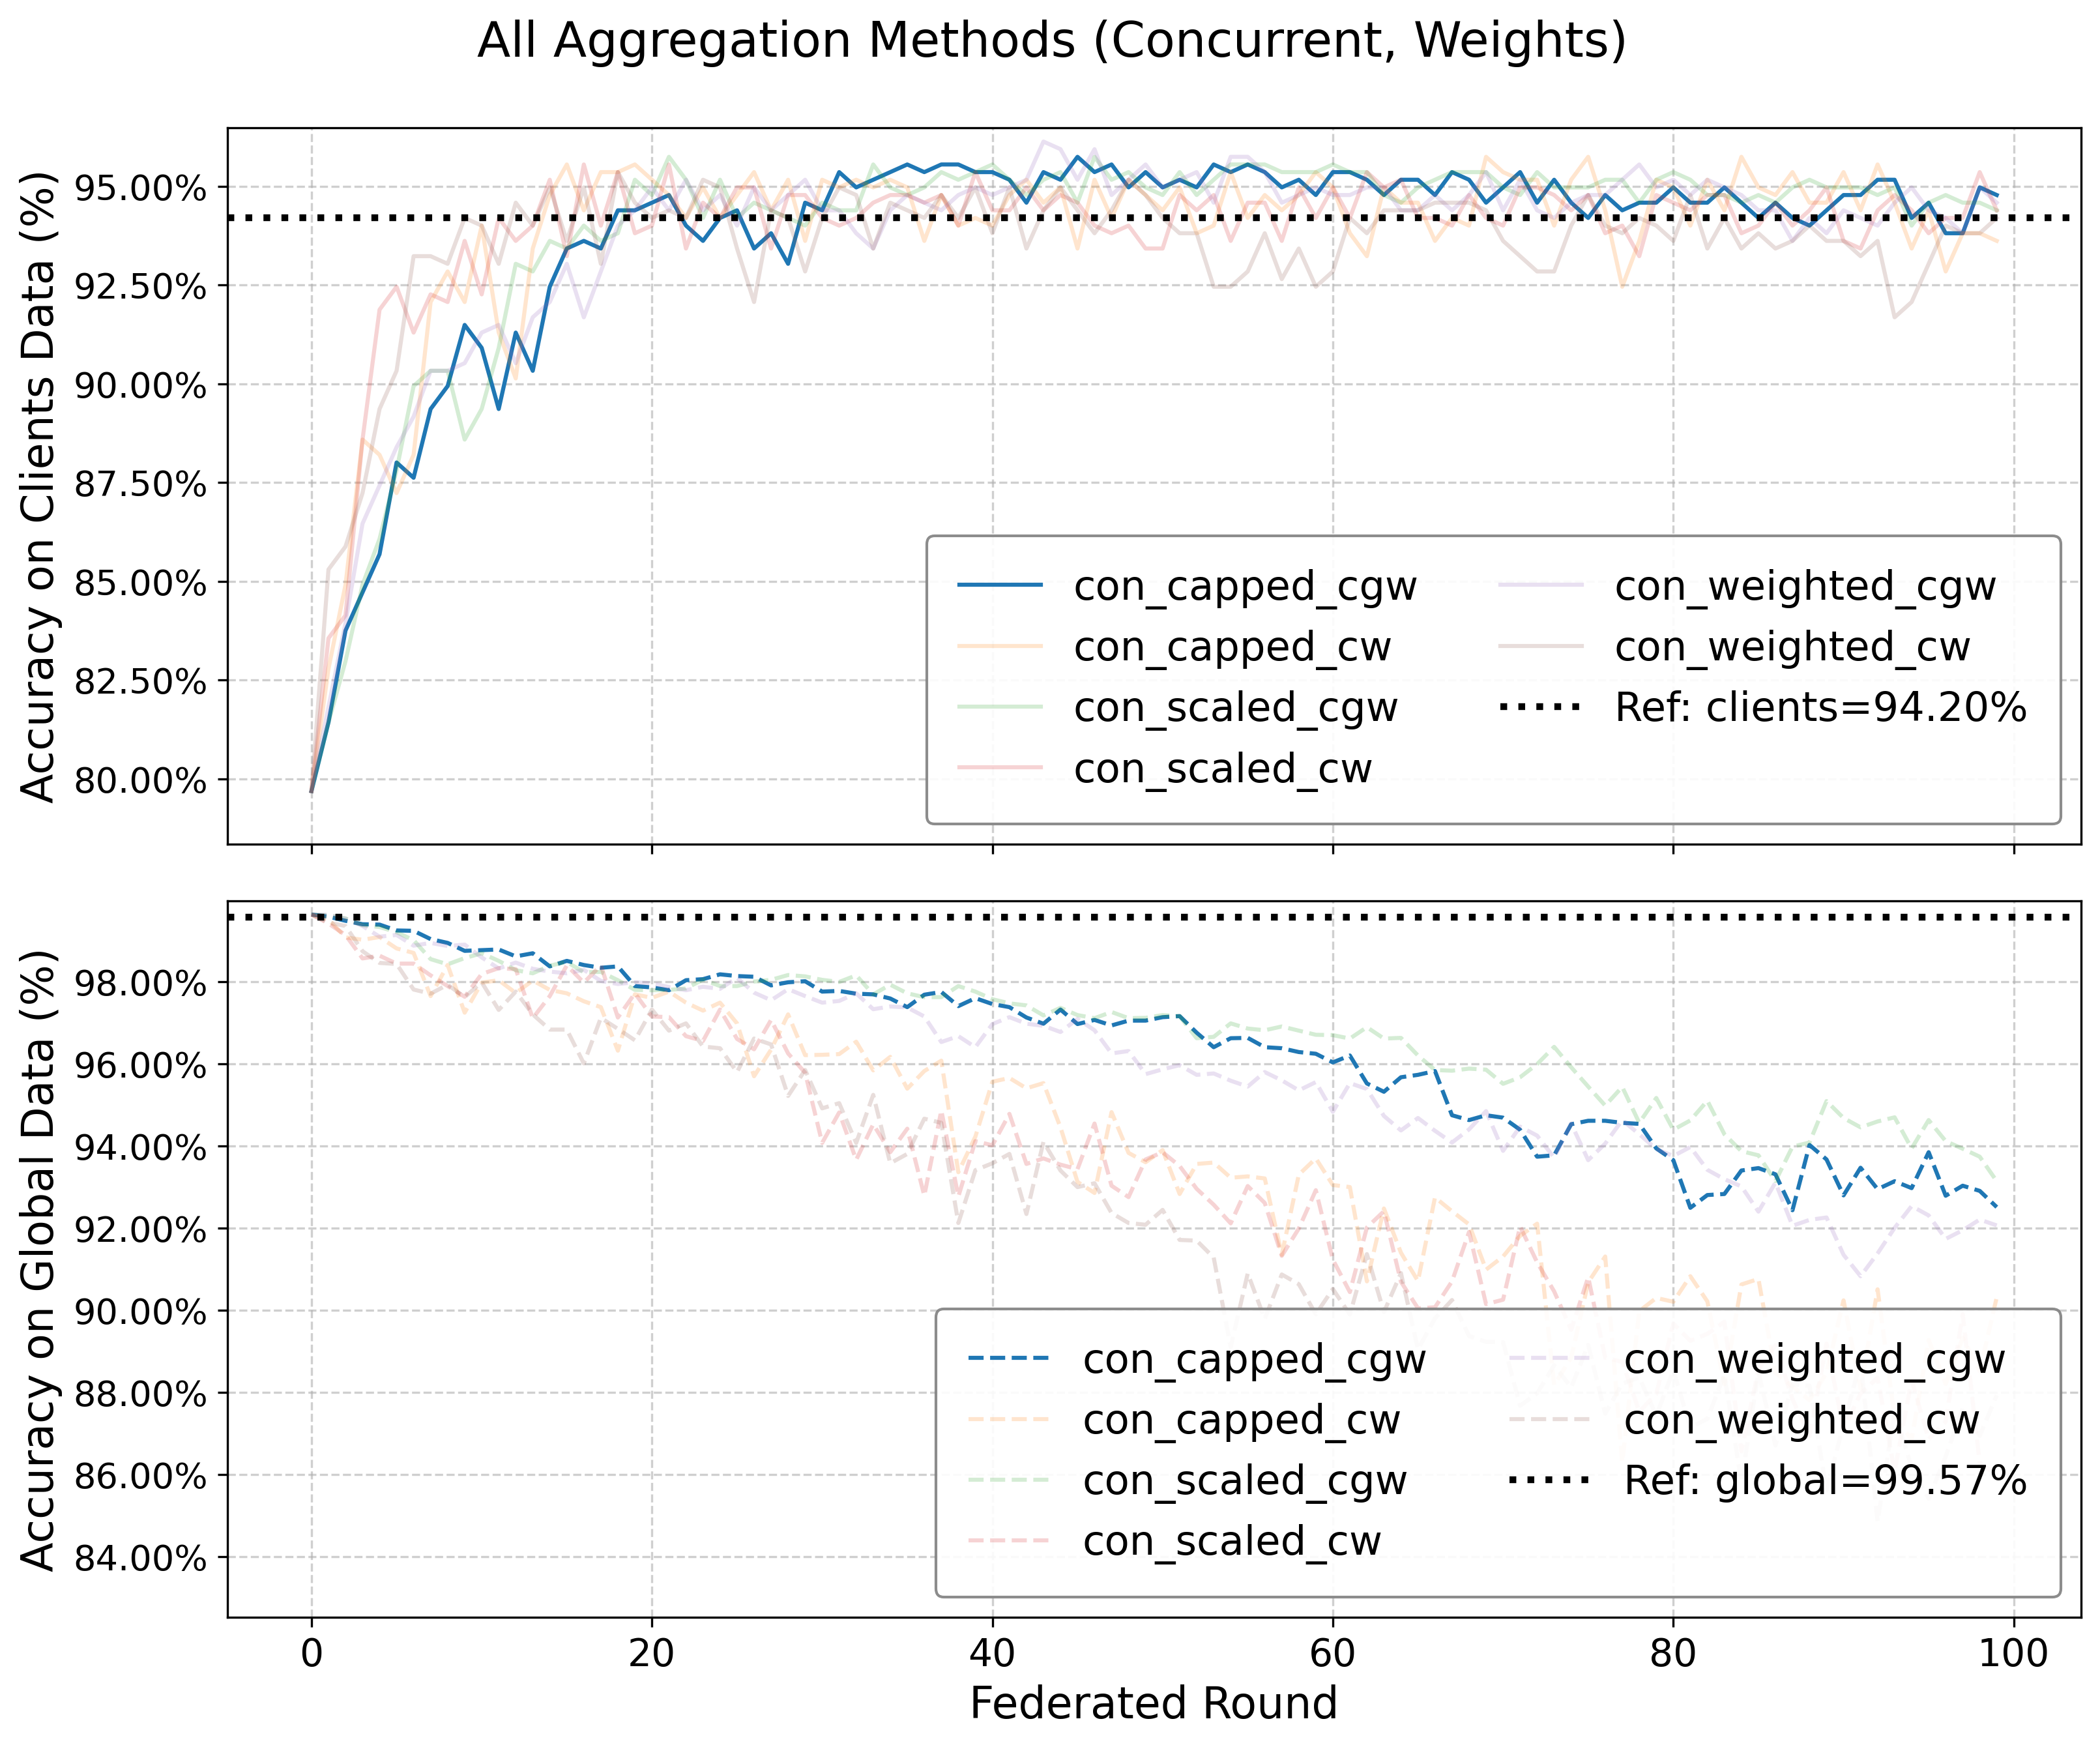 All Aggregation Methods (Concurrent, Weights)
Accuracy on Clients Data (%)
95.00%
92.50%
90.00%
87.50%
85.00%
82.50%
80.00%
con_capped_cgw
con_capped_cw
con_scaled_cgw
con_scaled_cw
con_weighted_cgw
con_weighted_cw
Ref: clients=94.20%
Accuracy on Global Data (%)
98.00%
96.00%
94.00%
92.00%
90.00%
88.00%
86.00%
84.00%
con_capped_cgw
con_capped_cw
con_scaled_cgw
con_scaled_cw
con_weighted_cgw
con_weighted_cw
Ref: global=99.57%
0 20 40 60 80 100
Federated Round